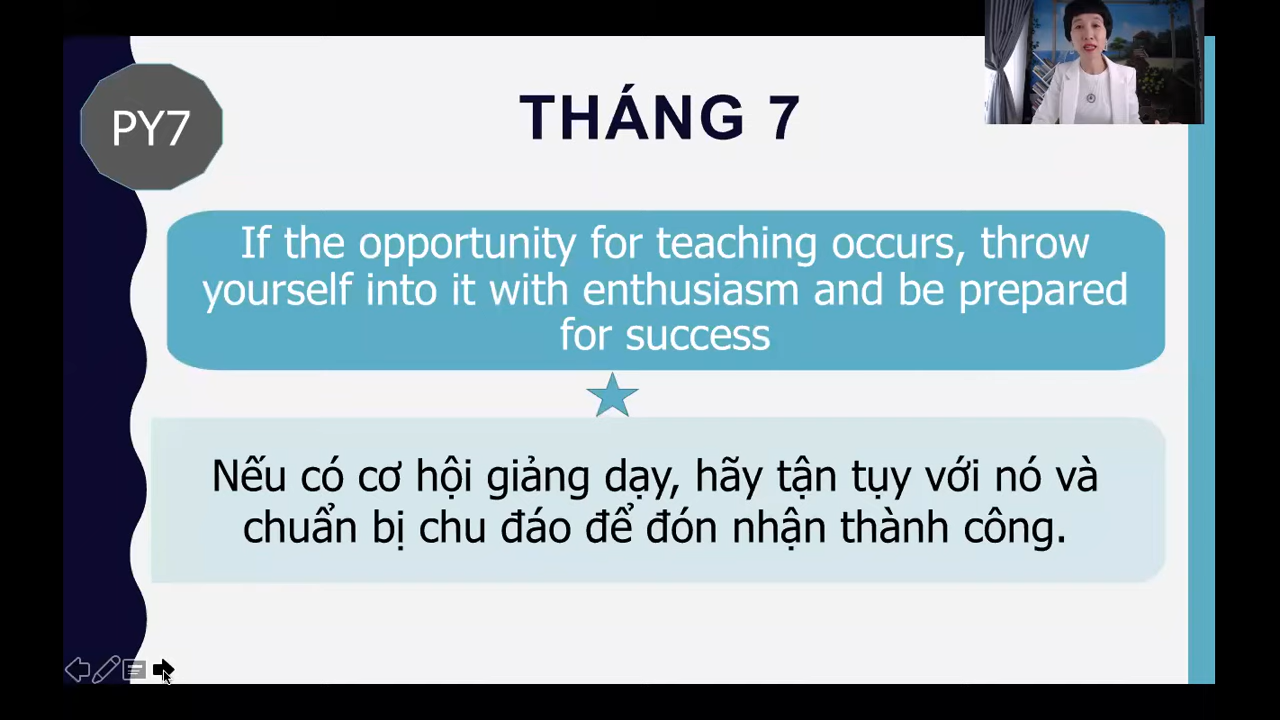 PY7
THÁNG 7
If the opportunity for teaching occurs, throw
yourself into it with enthusiasm and be prepared
for success
Nếu có cơ hội giảng dạy, hãy tận tụy với nó và
chuẩn bị chu đáo để đón nhận thành công.